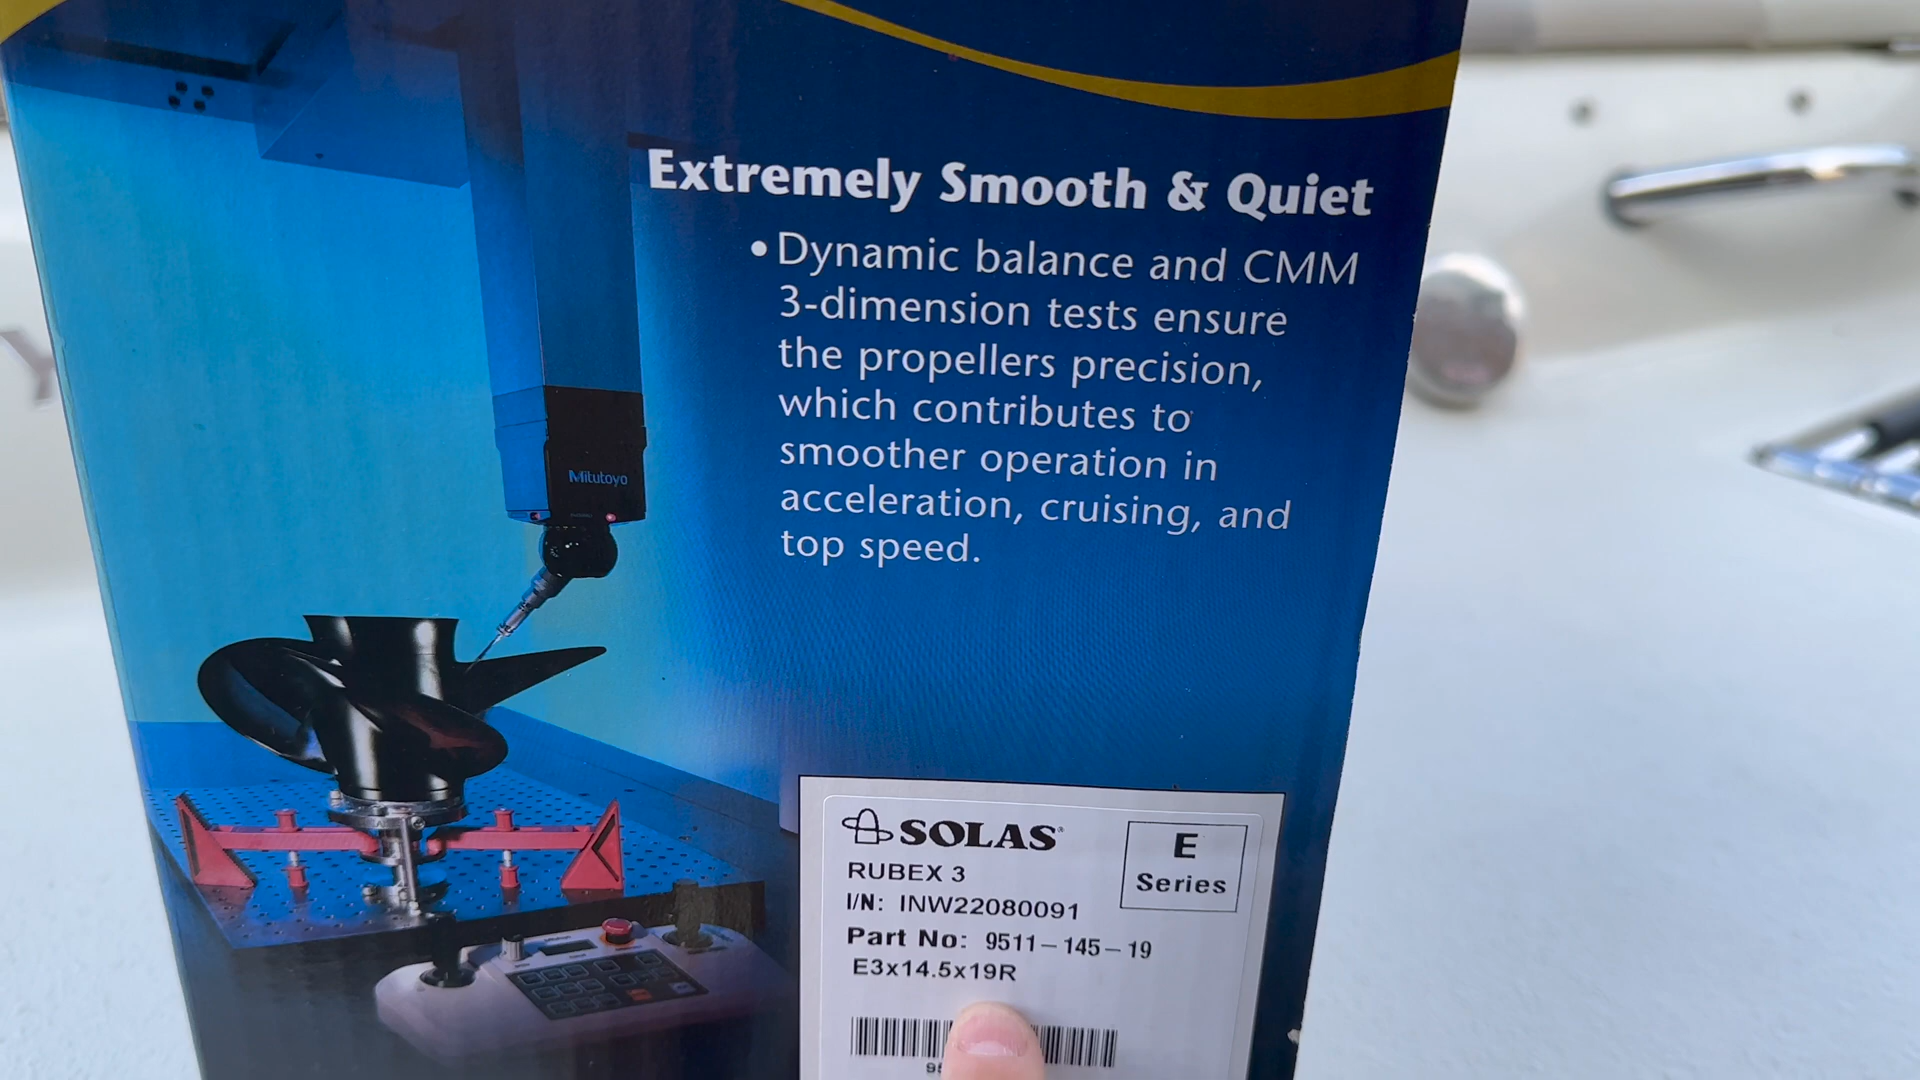 Extremely Smooth & Quiet
• Dynamic balance and CMM
3-dimension tests ensure
the propellers precision,
which contributes to
smoother operation in
acceleration, cruising, and
top speed.
Mitutoyo
SOLAS®
E
Series
RUBEX 3
I/N: INW22080091
Part No: 9511-145-19
E3x14.5x19R